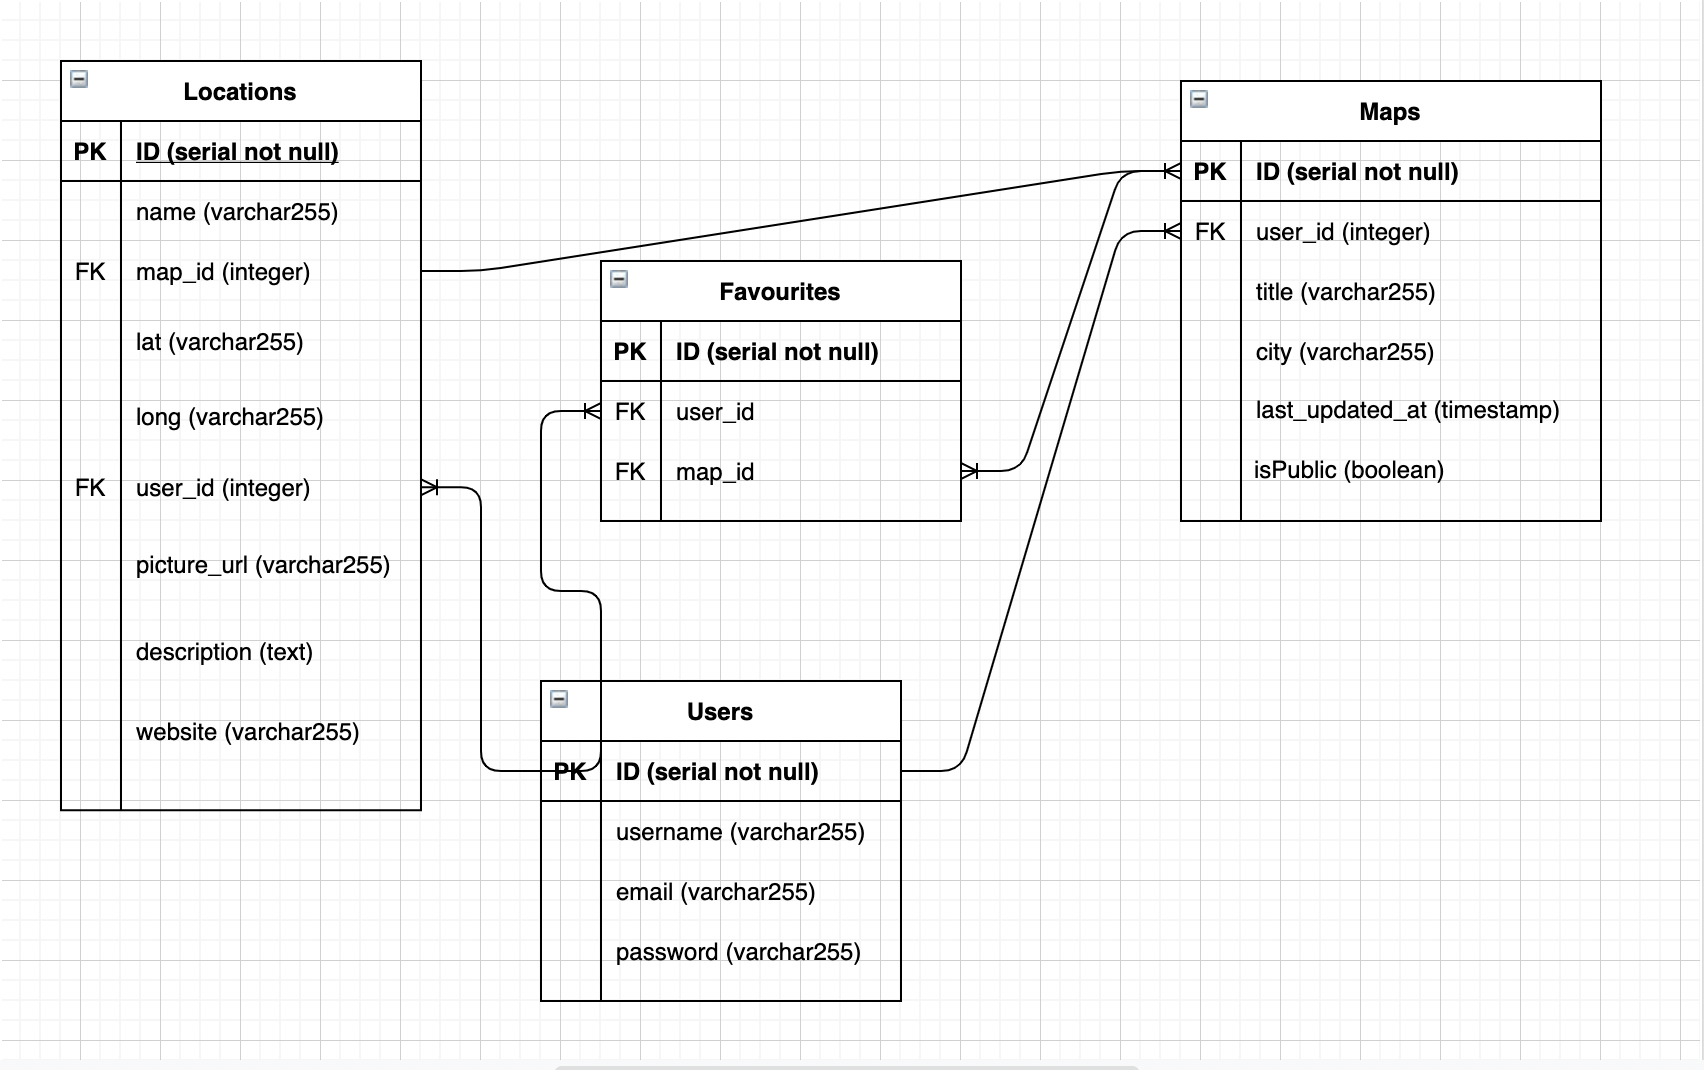 Locations
PK ID (serial not null)
name (varchar255)
FK map_id (integer)
lat (varchar255)
long (varchar255)
FK user_id (integer)
picture_url (varchar255)
description (text)
website (varchar255)
Favourites
PK ID (serial not null)
FK user_id
FK map_id
Users
PK ID (serial not null)
username (varchar255)
email (varchar255)
password (varchar255)
Maps
PK ID (serial not null)
FK user_id (integer)
title (varchar255)
city (varchar255)
last_updated_at (timestamp)
isPublic (boolean)